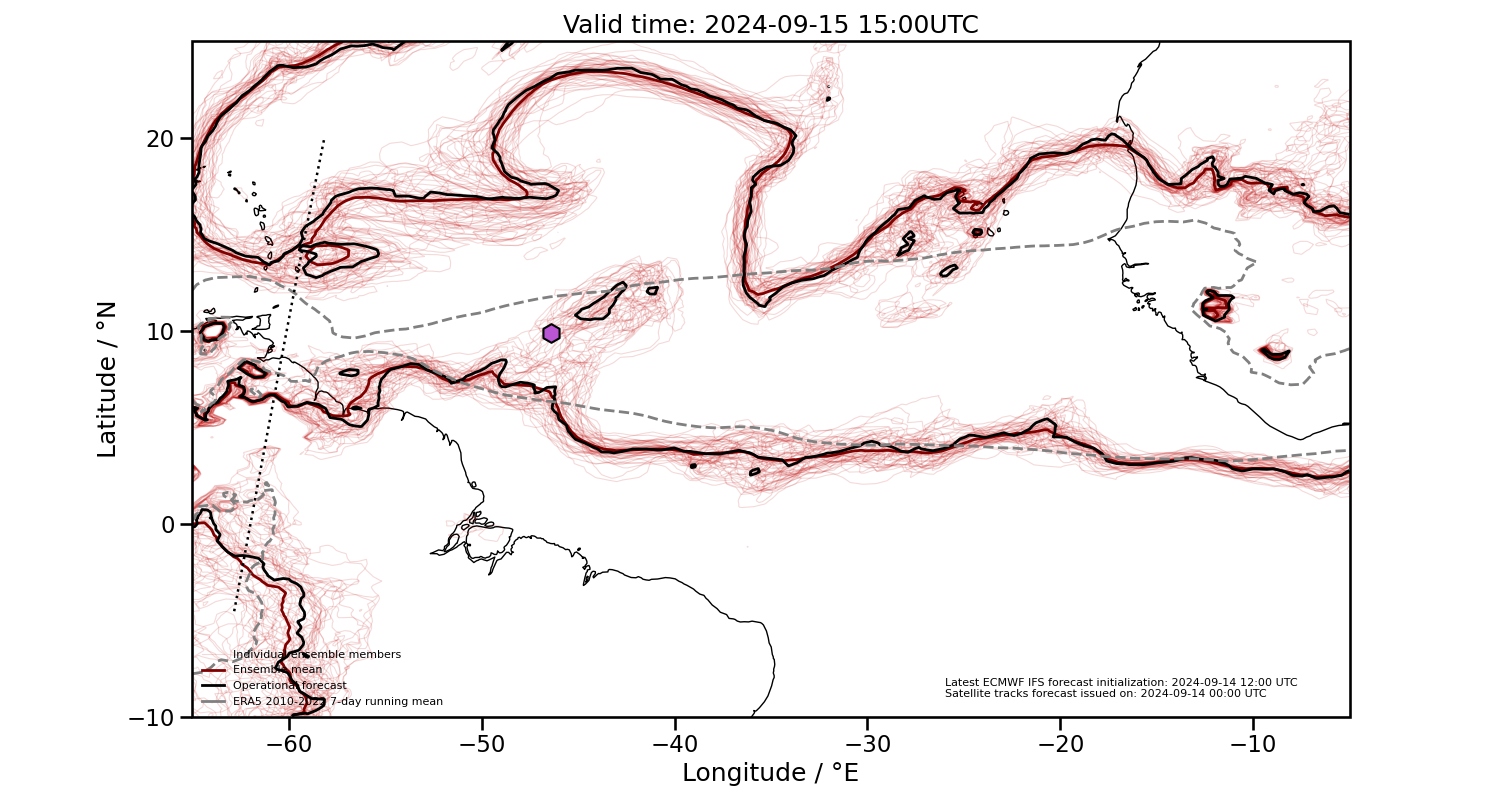 Valid time: 2024-09-15 15:00UTC
Latitude / °N
20
10
0
−10
Individual ensemble members
Ensemble mean
Operational forecast
ERA5 2010-2023 7-day running mean
Latest ECMWF IFS forecast initialization: 2024-09-14 12:00 UTC
Satellite tracks forecast issued on: 2024-09-14 00:00 UTC
−60 −50 −40 −30 −20 −10
Longitude / °E